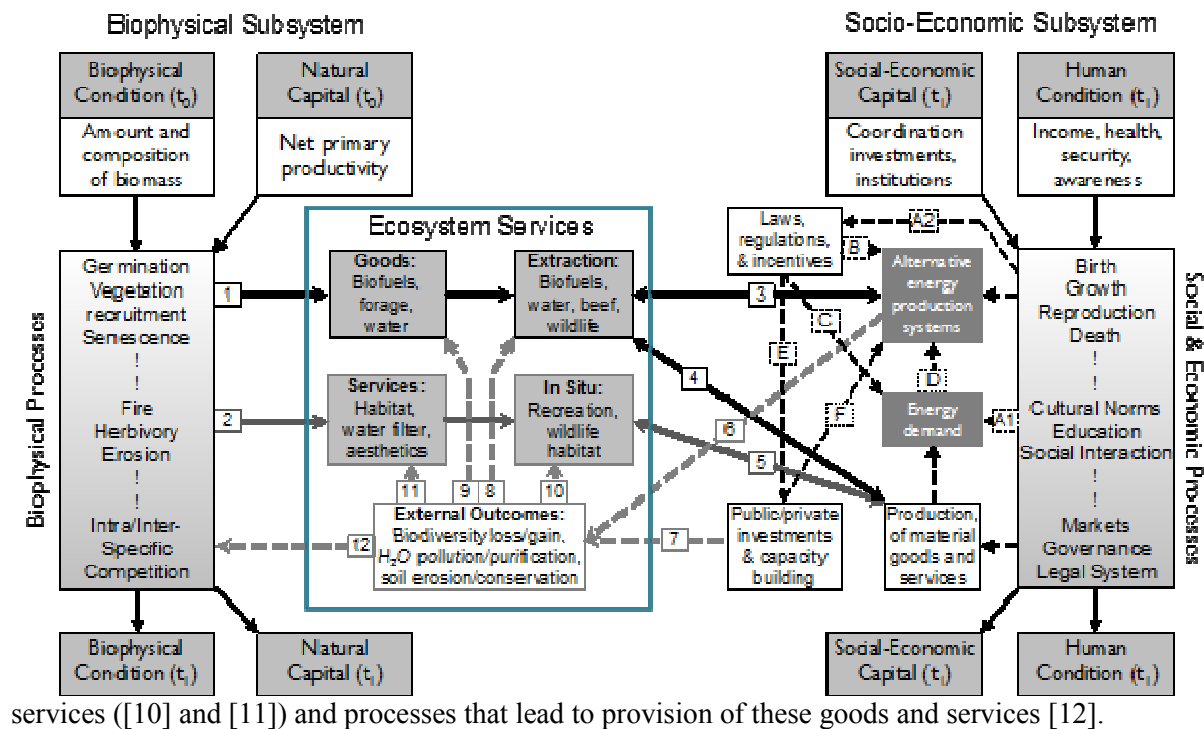 Biophysical Subsystem
Socio-Economic Subsystem
Biophysical
Condition (t0)
Amount and
composition
of biomass
Natural
Capital (t0)
Net primary
productivity
Social-Economic
Capital (t1)
Coordination
investments,
institutions
Human
Condition (t1)
Income, health,
security,
awareness
Biophysical Processes
Germination
Vegetation
recruitment
Senescence
!
!
Fire
Herbivory
Erosion
!
!
Intra/Inter-
Specific
Competition
1
2
Ecosystem Services
Goods:
Biofuels,
forage,
water
Extraction:
Biofuels,
water, beef,
wildlife
Services:
Habitat,
water filter,
aesthetics
In Situ:
Recreation,
wildlife
habitat
11
9
8
10
12
External Outcomes:
Biodiversity loss/gain,
H2O pollution/purification,
soil erosion/conservation
3
4
5
6
7
Laws,
regulations,
& incentives
A2
B
C
E
F
D
A1
Alternative
energy
production
systems
Energy
demand
Public/private
investments
& capacity
building
Production,
of material
goods and
services
Birth
Growth
Reproduction
Death
!
!
Cultural Norms
Education
Social Interaction
!
!
Markets
Governance
Legal System
Social & Economic Processes
Biophysical
Condition (t1)
Natural
Capital (t1)
Social-Economic
Capital (t1)
Human
Condition (t1)
services ([10] and [11]) and processes that lead to provision of these goods and services [12].